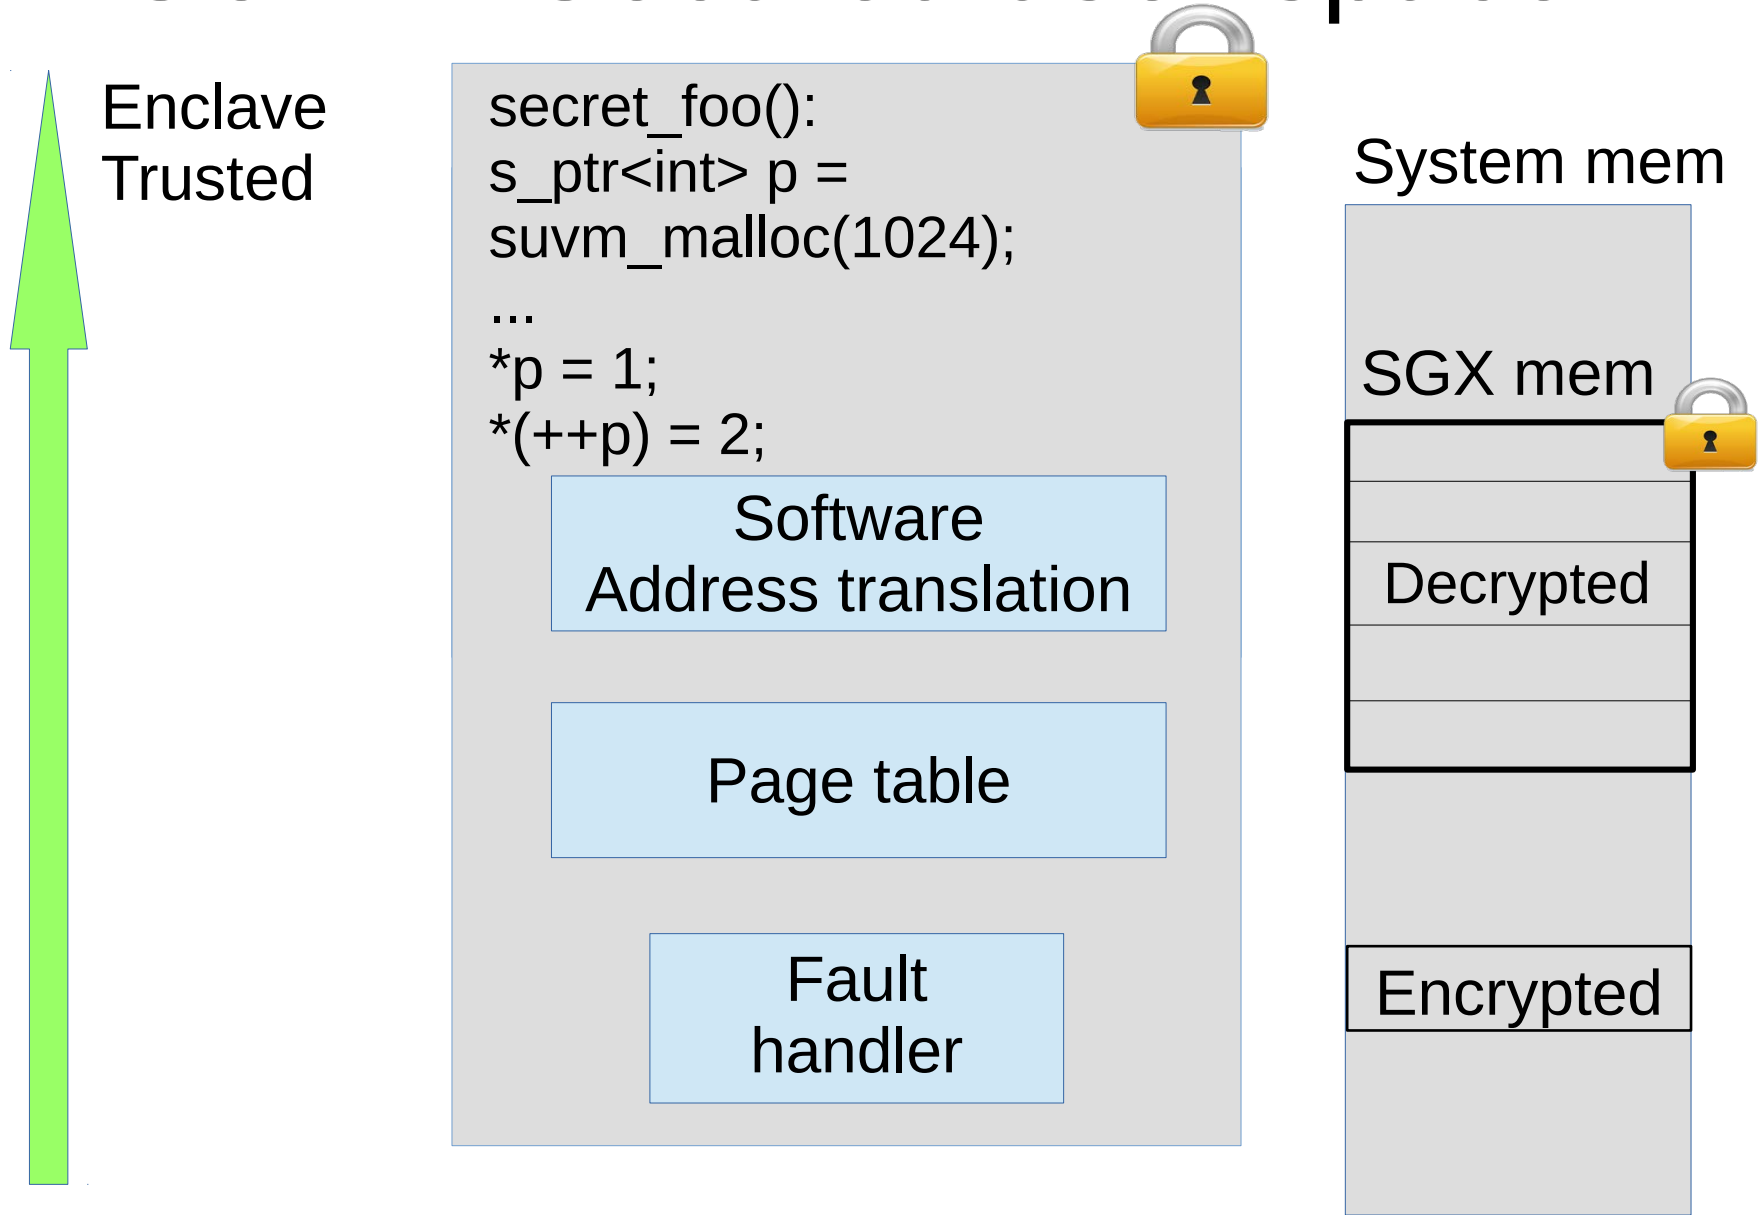 Enclave
Trusted
secret_foo():
s_ptr<int> p =
suvm_malloc(1024);
...
*p = 1;
*(++p) = 2;
Software
Address translation
Page table
Fault
handler
System mem
SGX mem
Decrypted
Encrypted